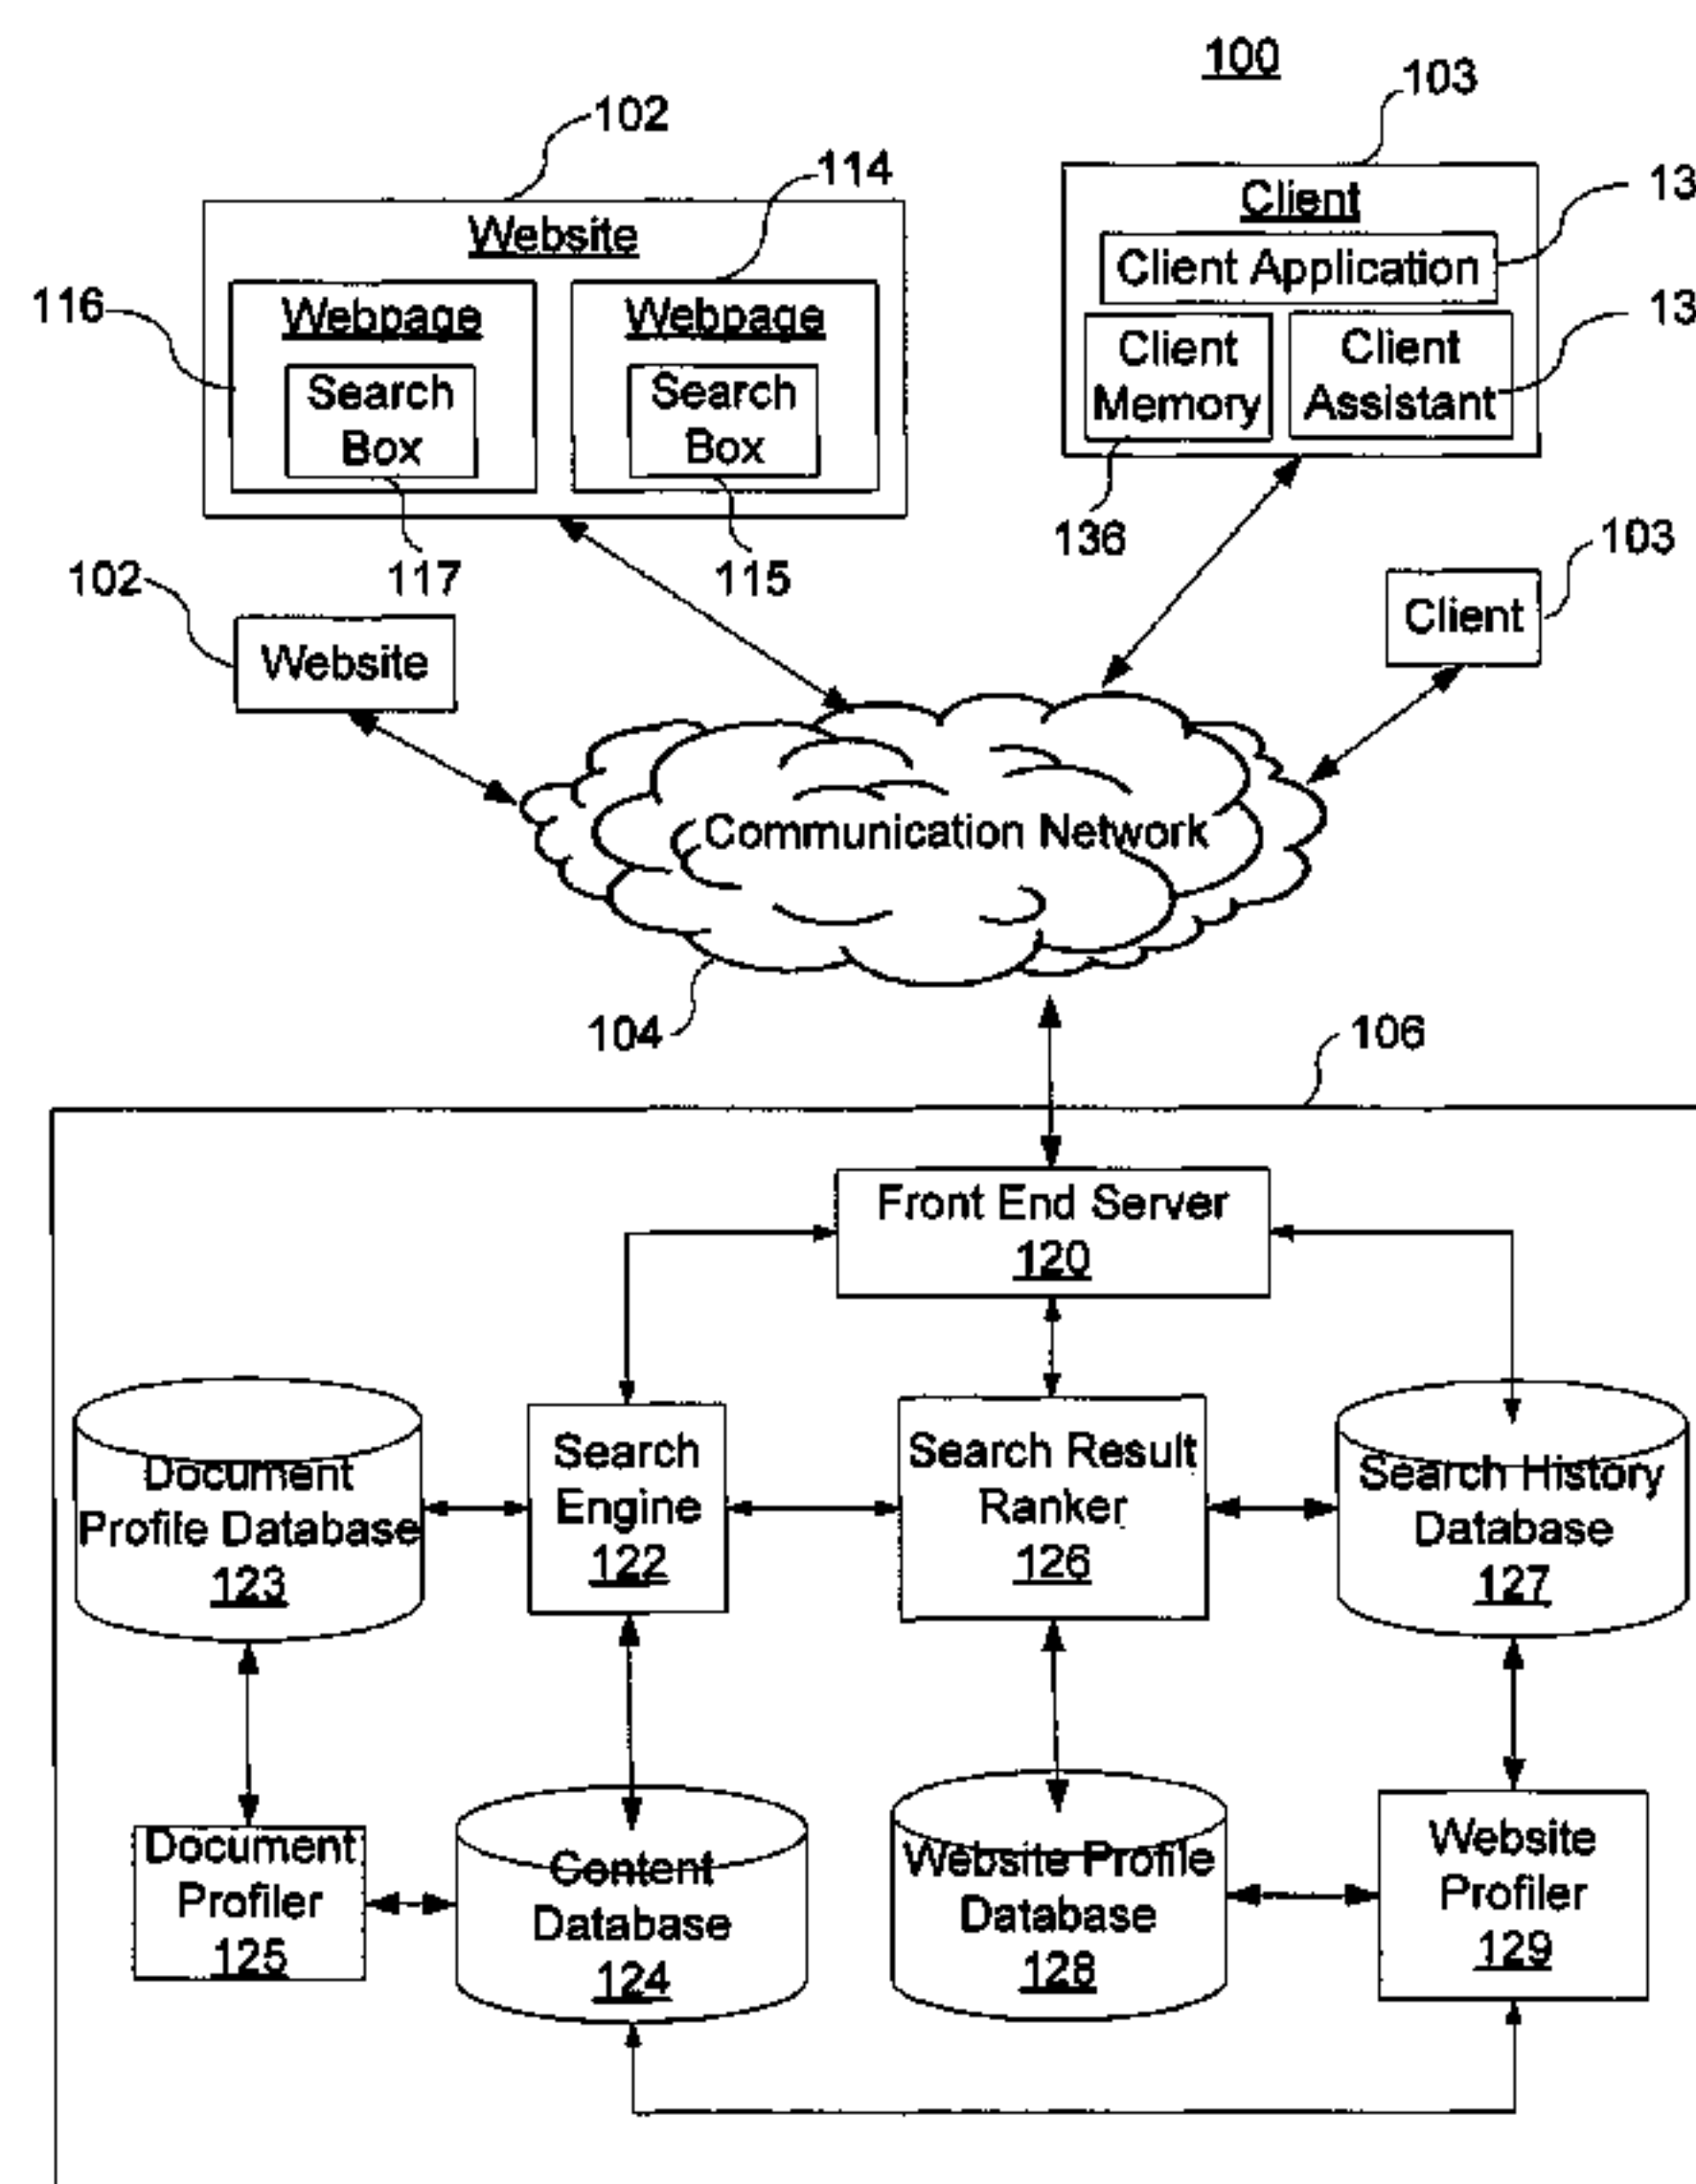 100
103
102
114
Website
Client
13
Client Application
116
Webpage
Webpage
13
Search
Box
Search
Box
Client
Memory
Client
Assistant
117
115
136
103
102
Website
Client
Communication Network
104
106
Front End Server
120
Document
Profile Database
123
Search
Engine
122
Search Result
Ranker
126
Search History
Database
127
Document
Profiler
125
Content
Database
124
Website Profile
Database
128
Website
Profiler
129